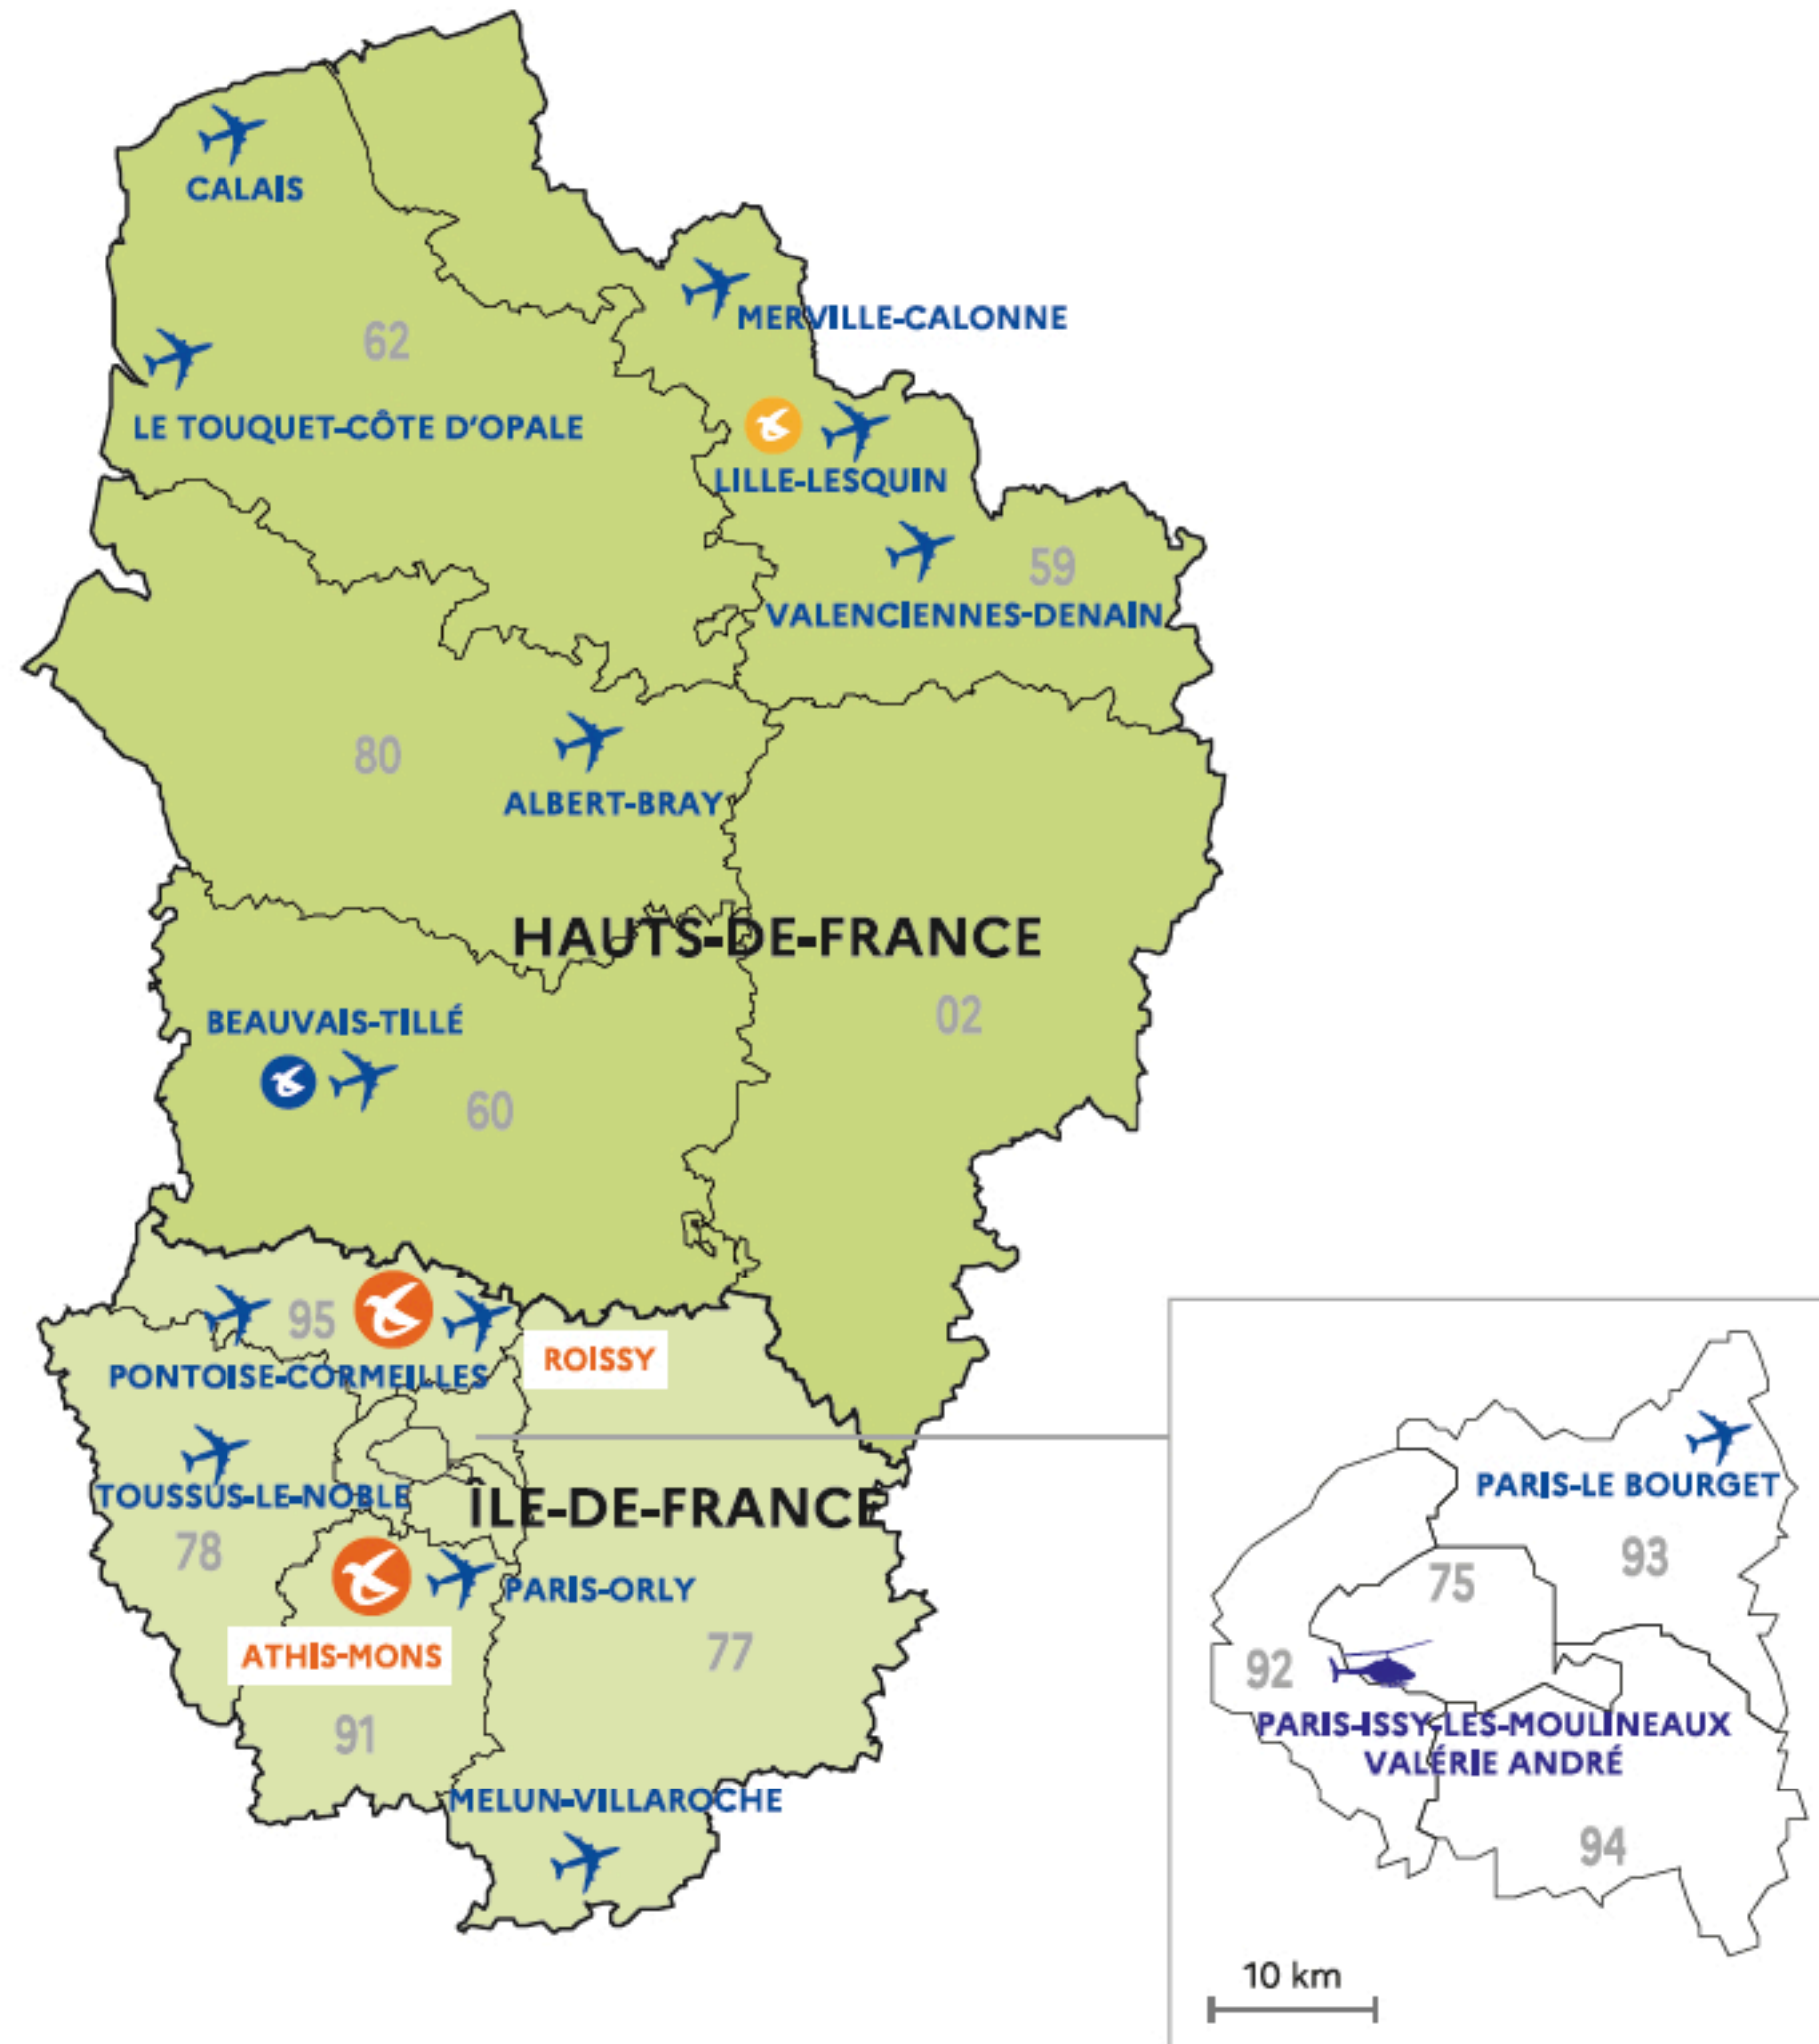 CALAIS
MERVILLE-CALONNE
62
LE TOUQUET-CÔTE D'OPALE
LILLE-LESQUIN
59
VALENCIENNES-DENAIN
80
ALBERT-BRAY
HAUTS-DE-FRANCE
02
BEAUVAIS-TILLÉ
60
95
ROISSY
PONTOISE-CORMEILLES
TOUSSUS-LE-NOBLE
ÎLE-DE-FRANCE
78
PARIS-ORLY
ATHIS-MONS
77
91
MELUN-VILLAROCHE
PARIS-LE BOURGET
93
75
92
PARIS-ISSY-LES-MOULINEAUX
VALÉRIE ANDRÉ
94
10 km